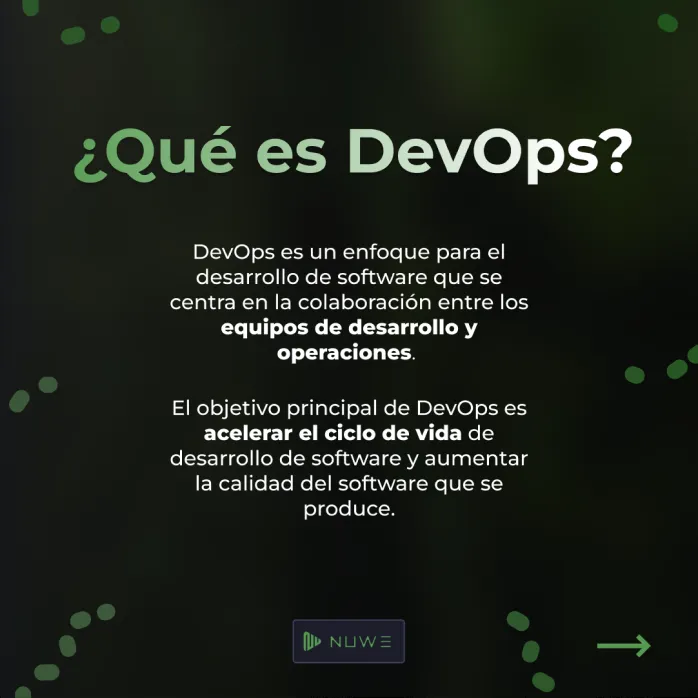 ¿Qué es DevOps?
DevOps es un enfoque para el
desarrollo de software que se
centra en la colaboración entre los
equipos de desarrollo y
operaciones.
El objetivo principal de DevOps es
acelerar el ciclo de vida de
desarrollo de software y aumentar
la calidad del software que se
produce.
NUWE